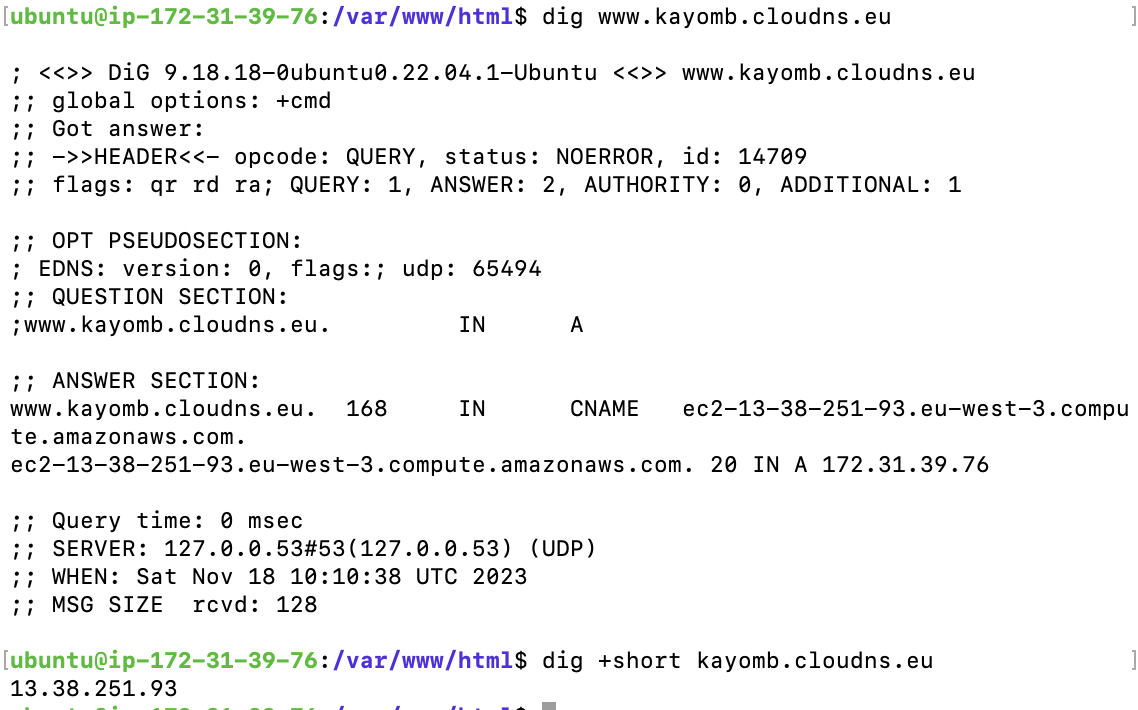 [ubuntu@ip-172-31-39-76:/var/www/html$ dig www.kayomb.cloudns.eu ]
; <<>> DiG 9.18.18-0ubuntu0.22.04.1-Ubuntu <<>> www.kayomb.cloudns.eu
;; global options: +cmd
;; Got answer:
;; ->>HEADER<<- opcode: QUERY, status: NOERROR, id: 14709
;; flags: qr rd ra; QUERY: 1, ANSWER: 2, AUTHORITY: 0, ADDITIONAL: 1
;; OPT PSEUDOSECTION:
; EDNS: version: 0, flags:; udp: 65494
;; QUESTION SECTION:
;www.kayomb.cloudns.eu. IN A
;; ANSWER SECTION:
www.kayomb.cloudns.eu. 168 IN CNAME ec2-13-38-251-93.eu-west-3.compu
te.amazonaws.com.
ec2-13-38-251-93.eu-west-3.compute.amazonaws.com. 20 IN A 172.31.39.76
;; Query time: 0 msec
;; SERVER: 127.0.0.53#53(127.0.0.53) (UDP)
;; WHEN: Sat Nov 18 10:10:38 UTC 2023
;; MSG SIZE rcvd: 128
[ubuntu@ip-172-31-39-76:/var/www/html$ dig +short kayomb.cloudns.eu ]
13.38.251.93